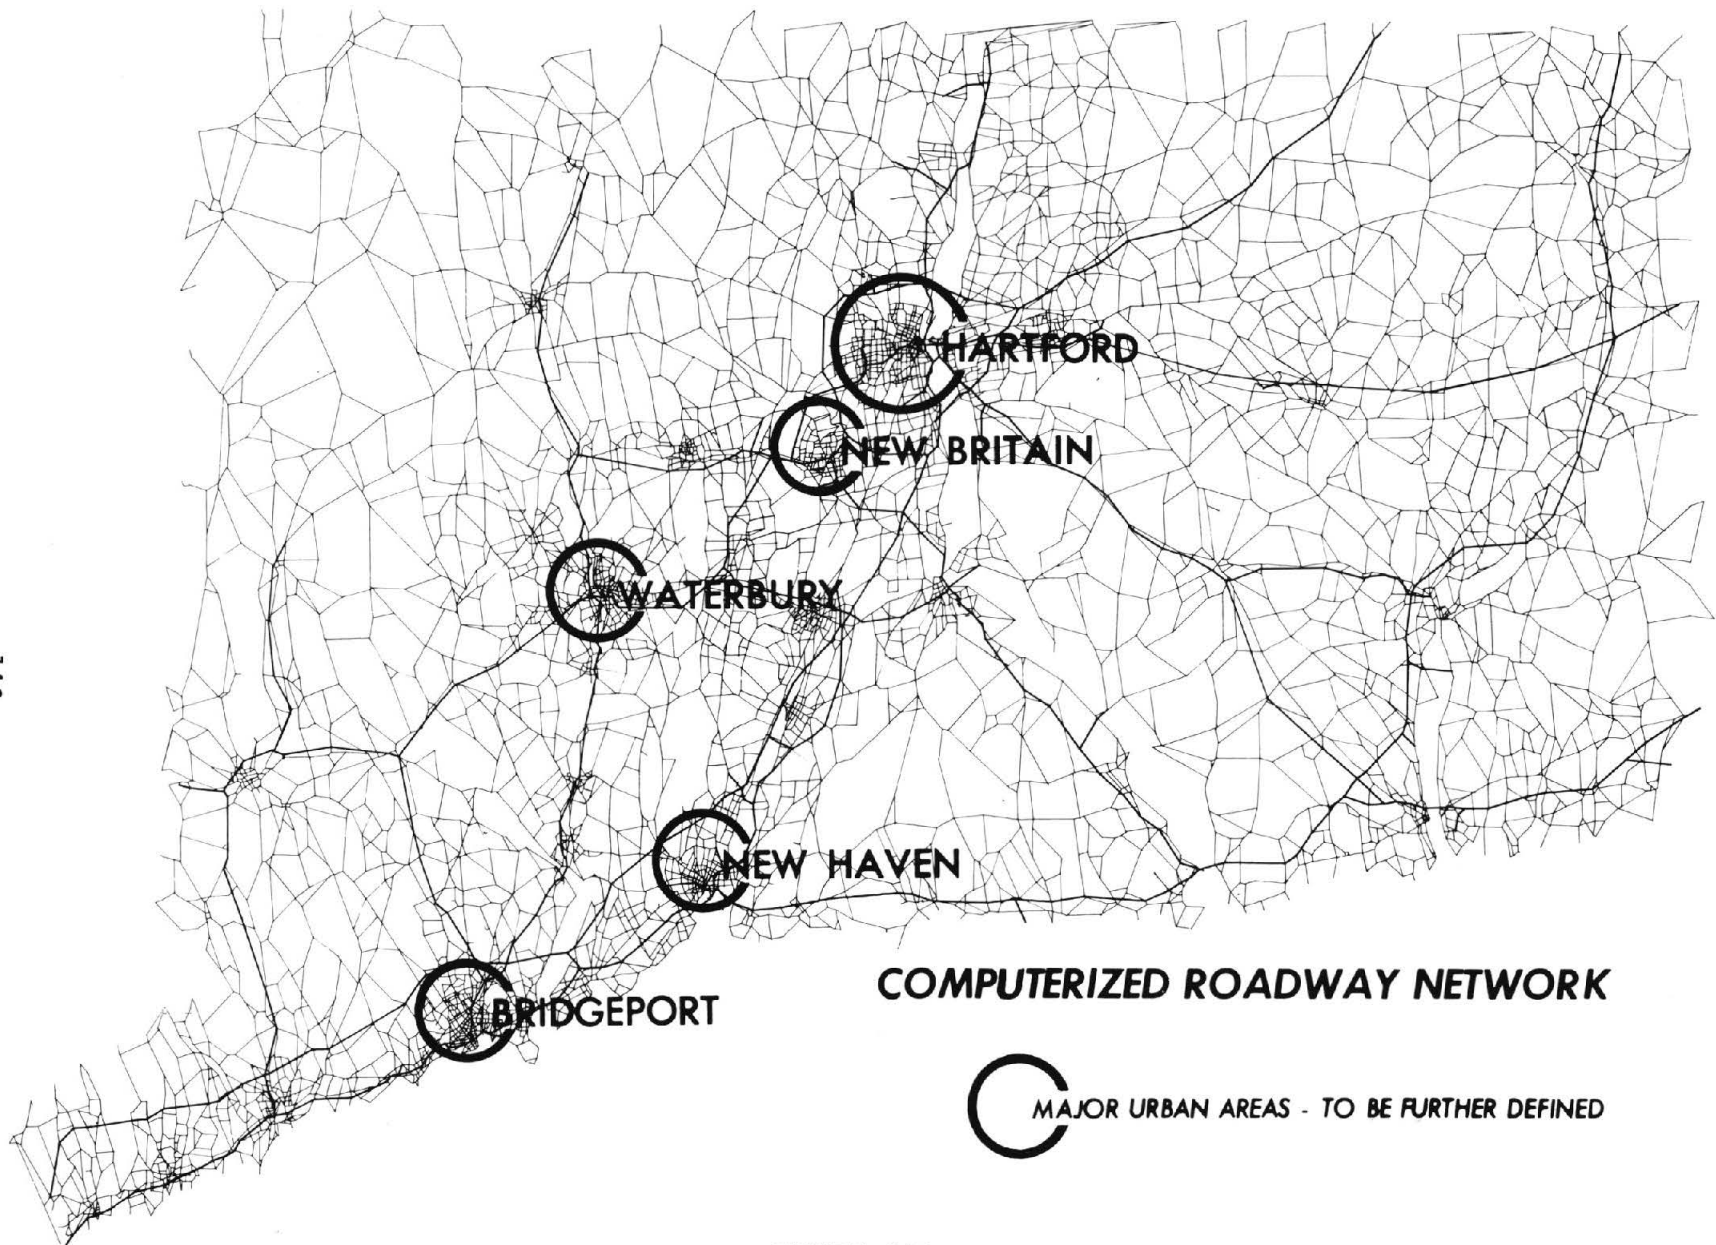 HARTFORD
NEW BRITAIN
WATERBURY
NEW HAVEN
BRIDGEPORT
COMPUTERIZED ROADWAY NETWORK
MAJOR URBAN AREAS - TO BE FURTHER DEFINED